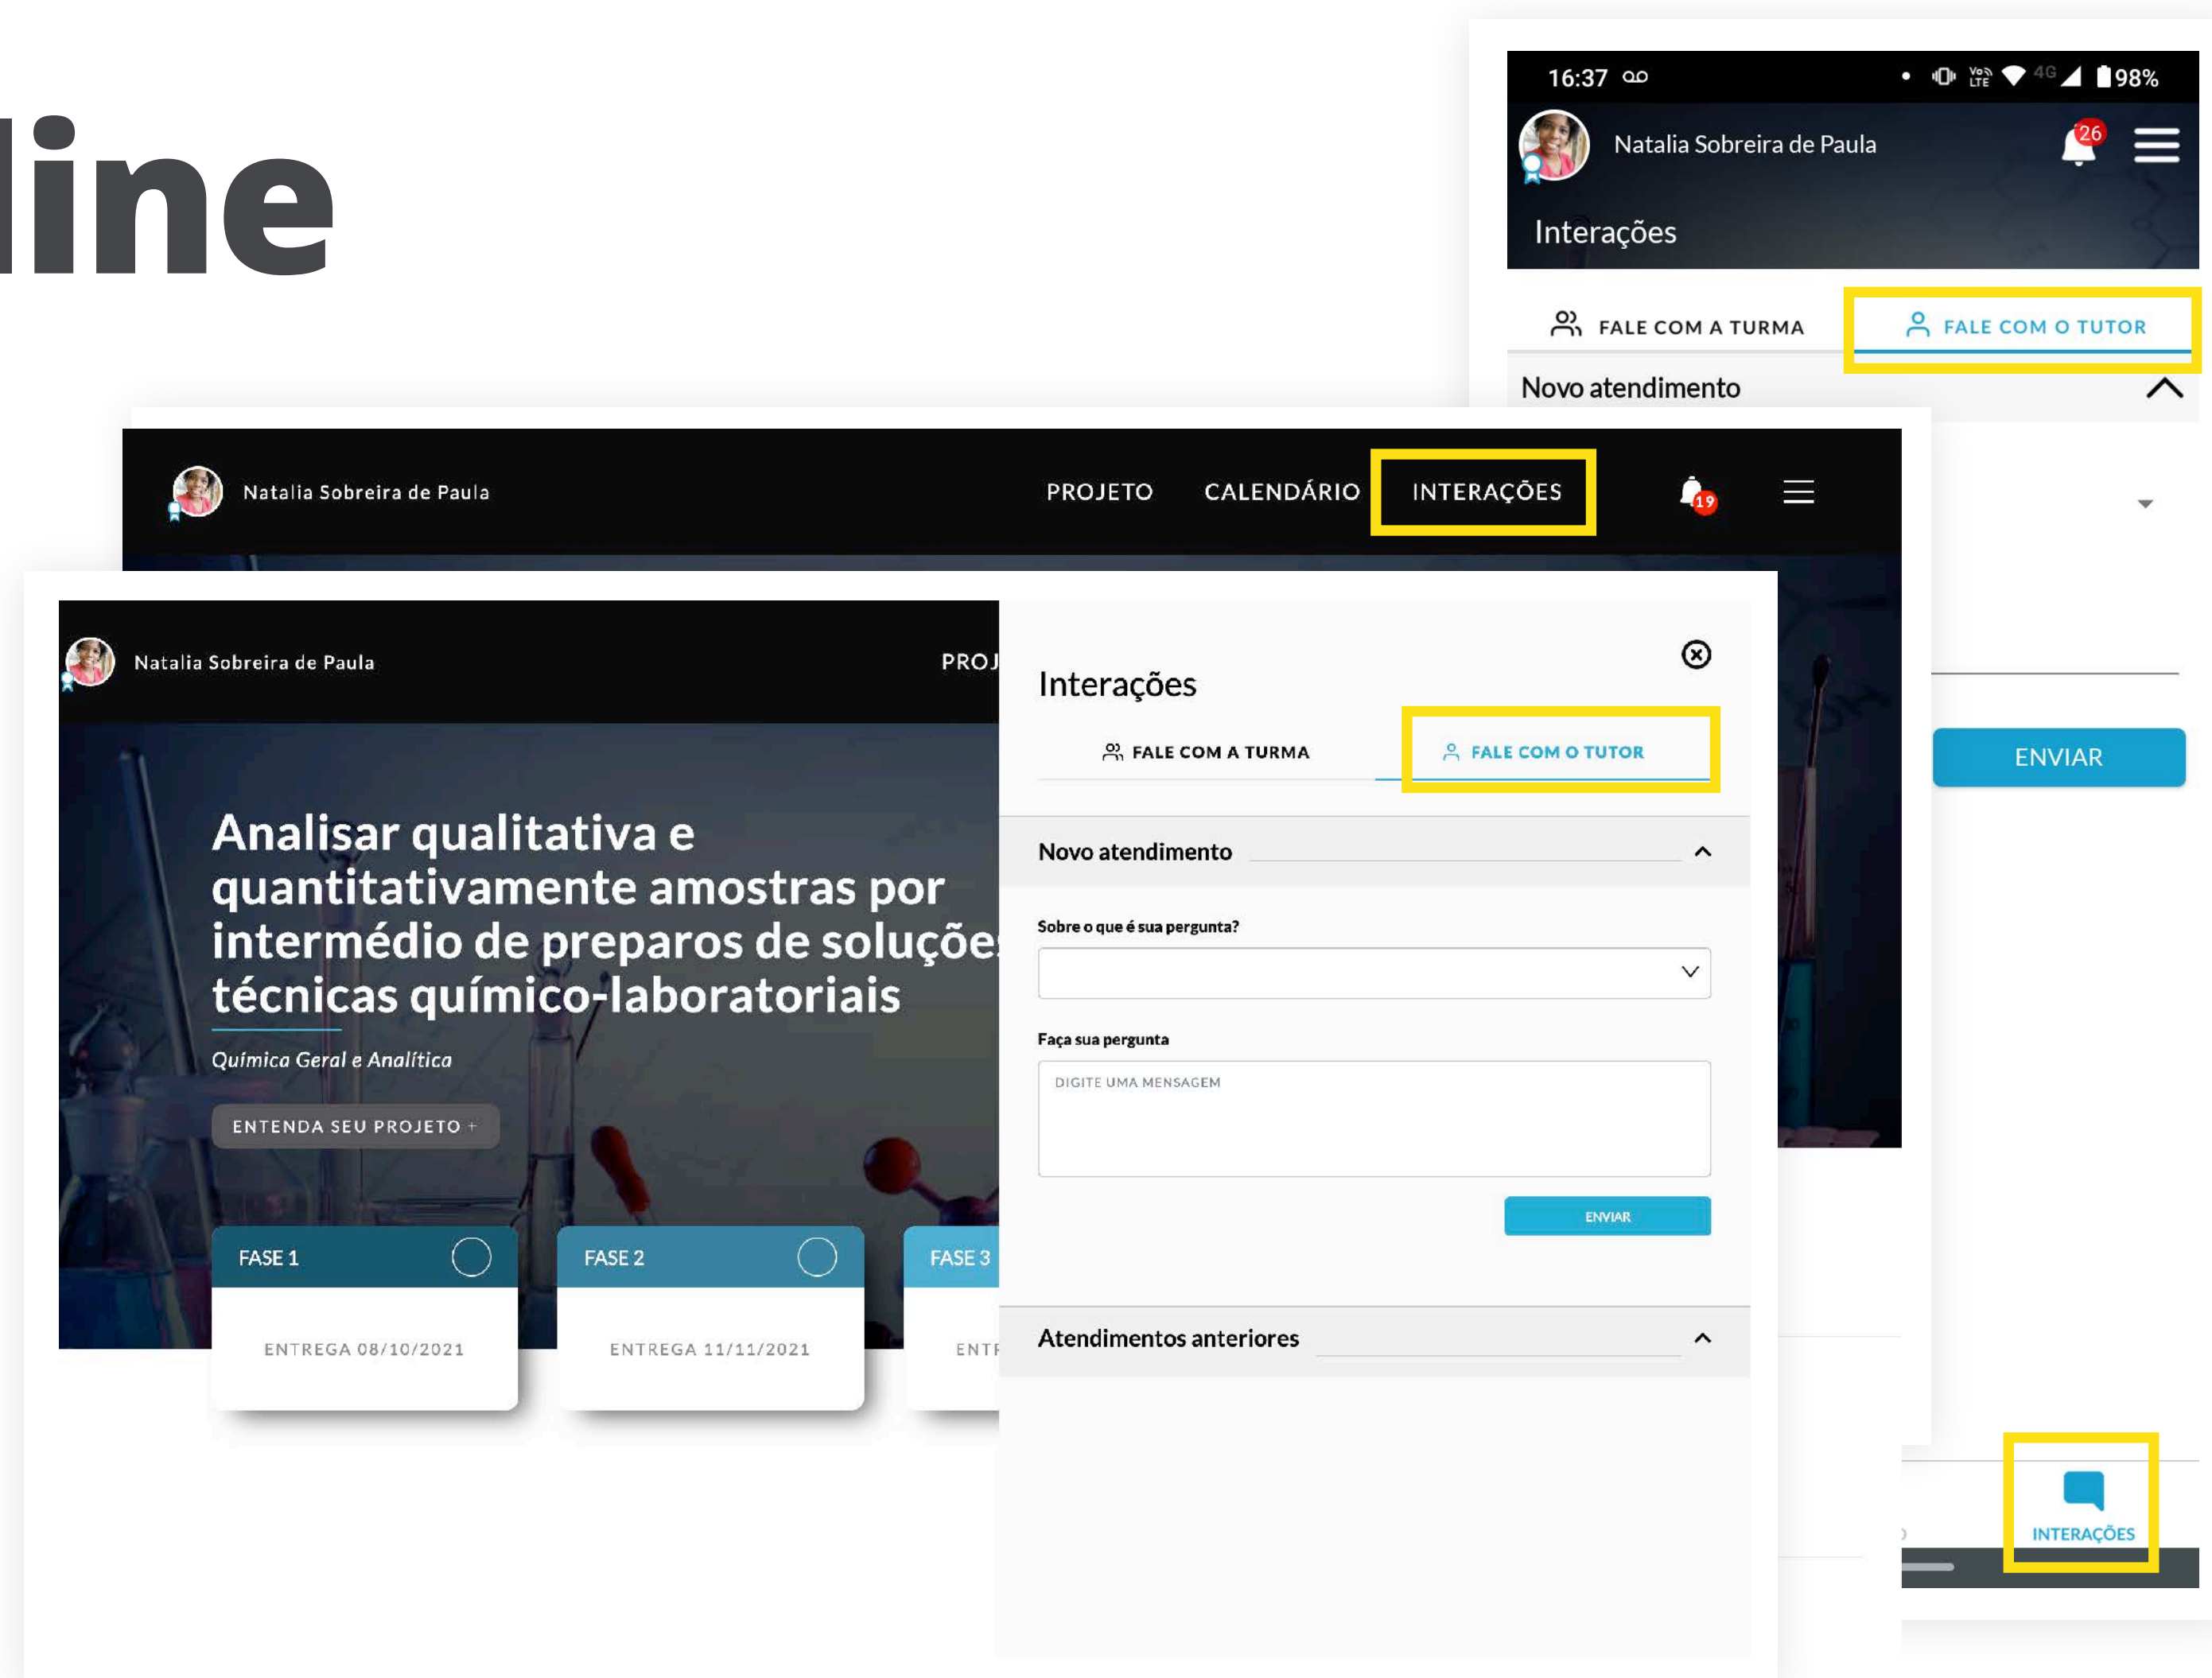 line
16:37
VoLTE 4G 98%
Natalia Sobreira de Paula
26
Interações
FALE COM A TURMA
FALE COM O TUTOR
Novo atendimento
ENVIAR
INTERAÇÕES
Natalia Sobreira de Paula
PROJETO CALENDÁRIO INTERAÇÕES
19
Natalia Sobreira de Paula
PROJ
Analisar qualitativa e
quantitativamente amostras por
intermédio de preparos de soluções
técnicas químico-laboratoriais
Química Geral e Analítica
ENTENDA SEU PROJETO +
FASE 1
ENTREGA 08/10/2021
FASE 2
ENTREGA 11/11/2021
FASE 3
ENTR
Interações
FALE COM A TURMA
FALE COM O TUTOR
Novo atendimento
Sobre o que é sua pergunta?
Faça sua pergunta
DIGITE UMA MENSAGEM
ENVIAR
Atendimentos anteriores